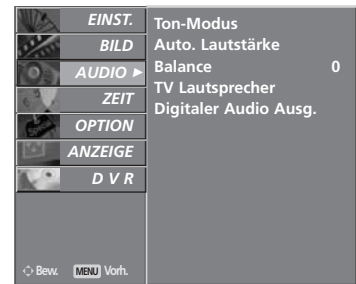 EINST.
BILD
AUDIO ►
ZEIT
OPTION
ANZEIGE
D V R
Bew. MENU Vorh.
Ton-Modus
Auto. Lautstärke
Balance 0
TV Lautsprecher
Digitaler Audio Ausg.